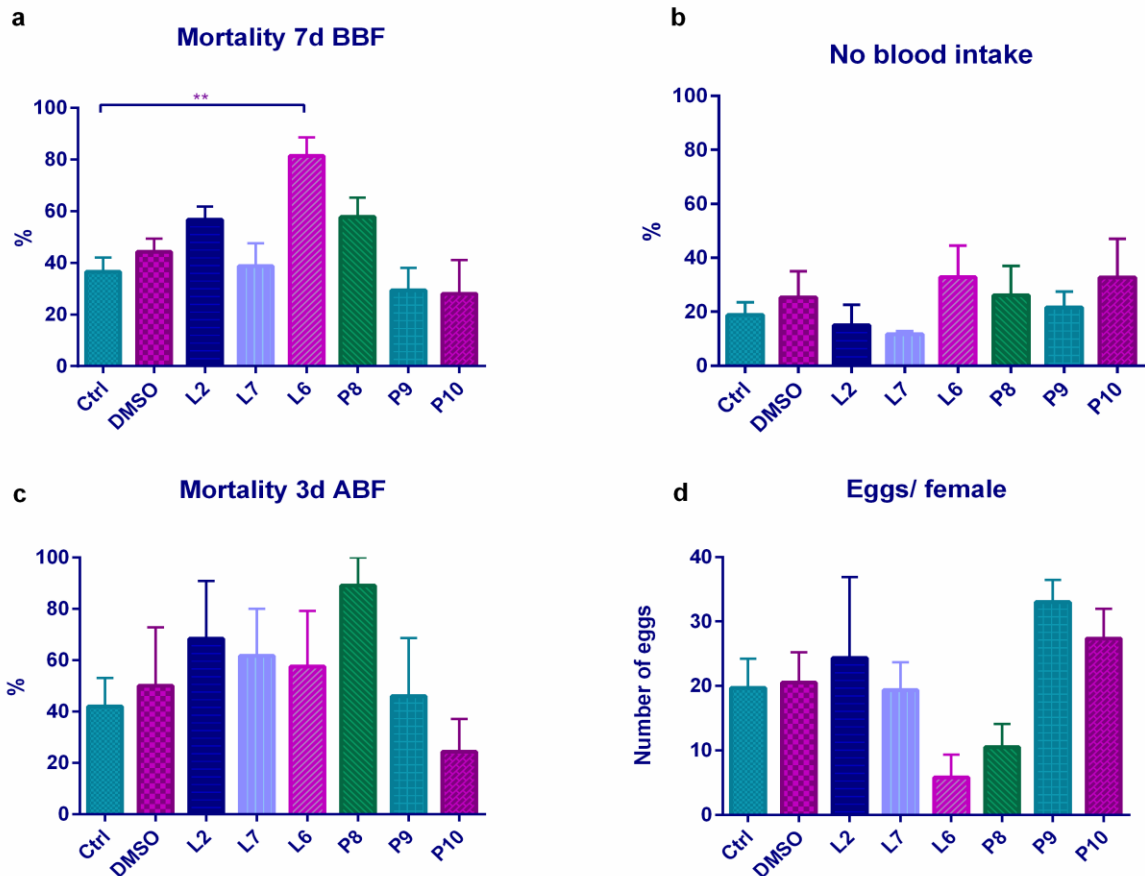 a
Mortality 7d BBF
%
100
80
60
40
20
0
**
Ctrl
DMSO
L2
L7
L6
P8
P9
P10
b
No blood intake
%
100
80
60
40
20
0
Ctrl
DMSO
L2
L7
L6
P8
P9
P10
c
Mortality 3d ABF
%
100
80
60
40
20
0
Ctrl
DMSO
L2
L7
L6
P8
P9
P10
d
Eggs/ female
Number of eggs
40
30
20
10
0
Ctrl
DMSO
L2
L7
L6
P8
P9
P10